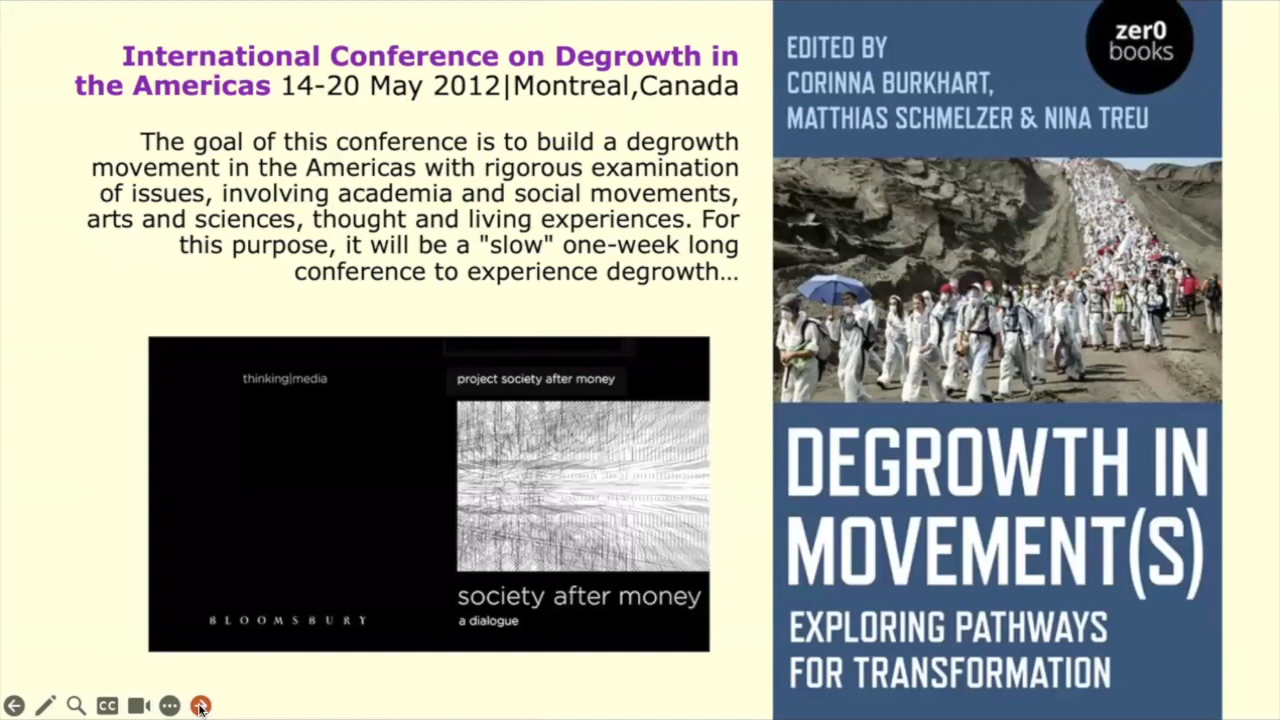 International Conference on Degrowth in
the Americas 14-20 May 2012|Montreal,Canada
The goal of this conference is to build a degrowth
movement in the Americas with rigorous examination
of issues, involving academia and social movements,
arts and sciences, thought and living experiences. For
this purpose, it will be a "slow" one-week long
conference to experience degrowth…
thinking|media
project society after money
society after money
a dialogue
BLOOMSBURY
zer0
books
EDITED BY
CORINNA BURKHART,
MATTHIAS SCHMELZER & NINA TREU
DEGROWTH IN
MOVEMENT(S)
EXPLORING PATHWAYS
FOR TRANSFORMATION
CC